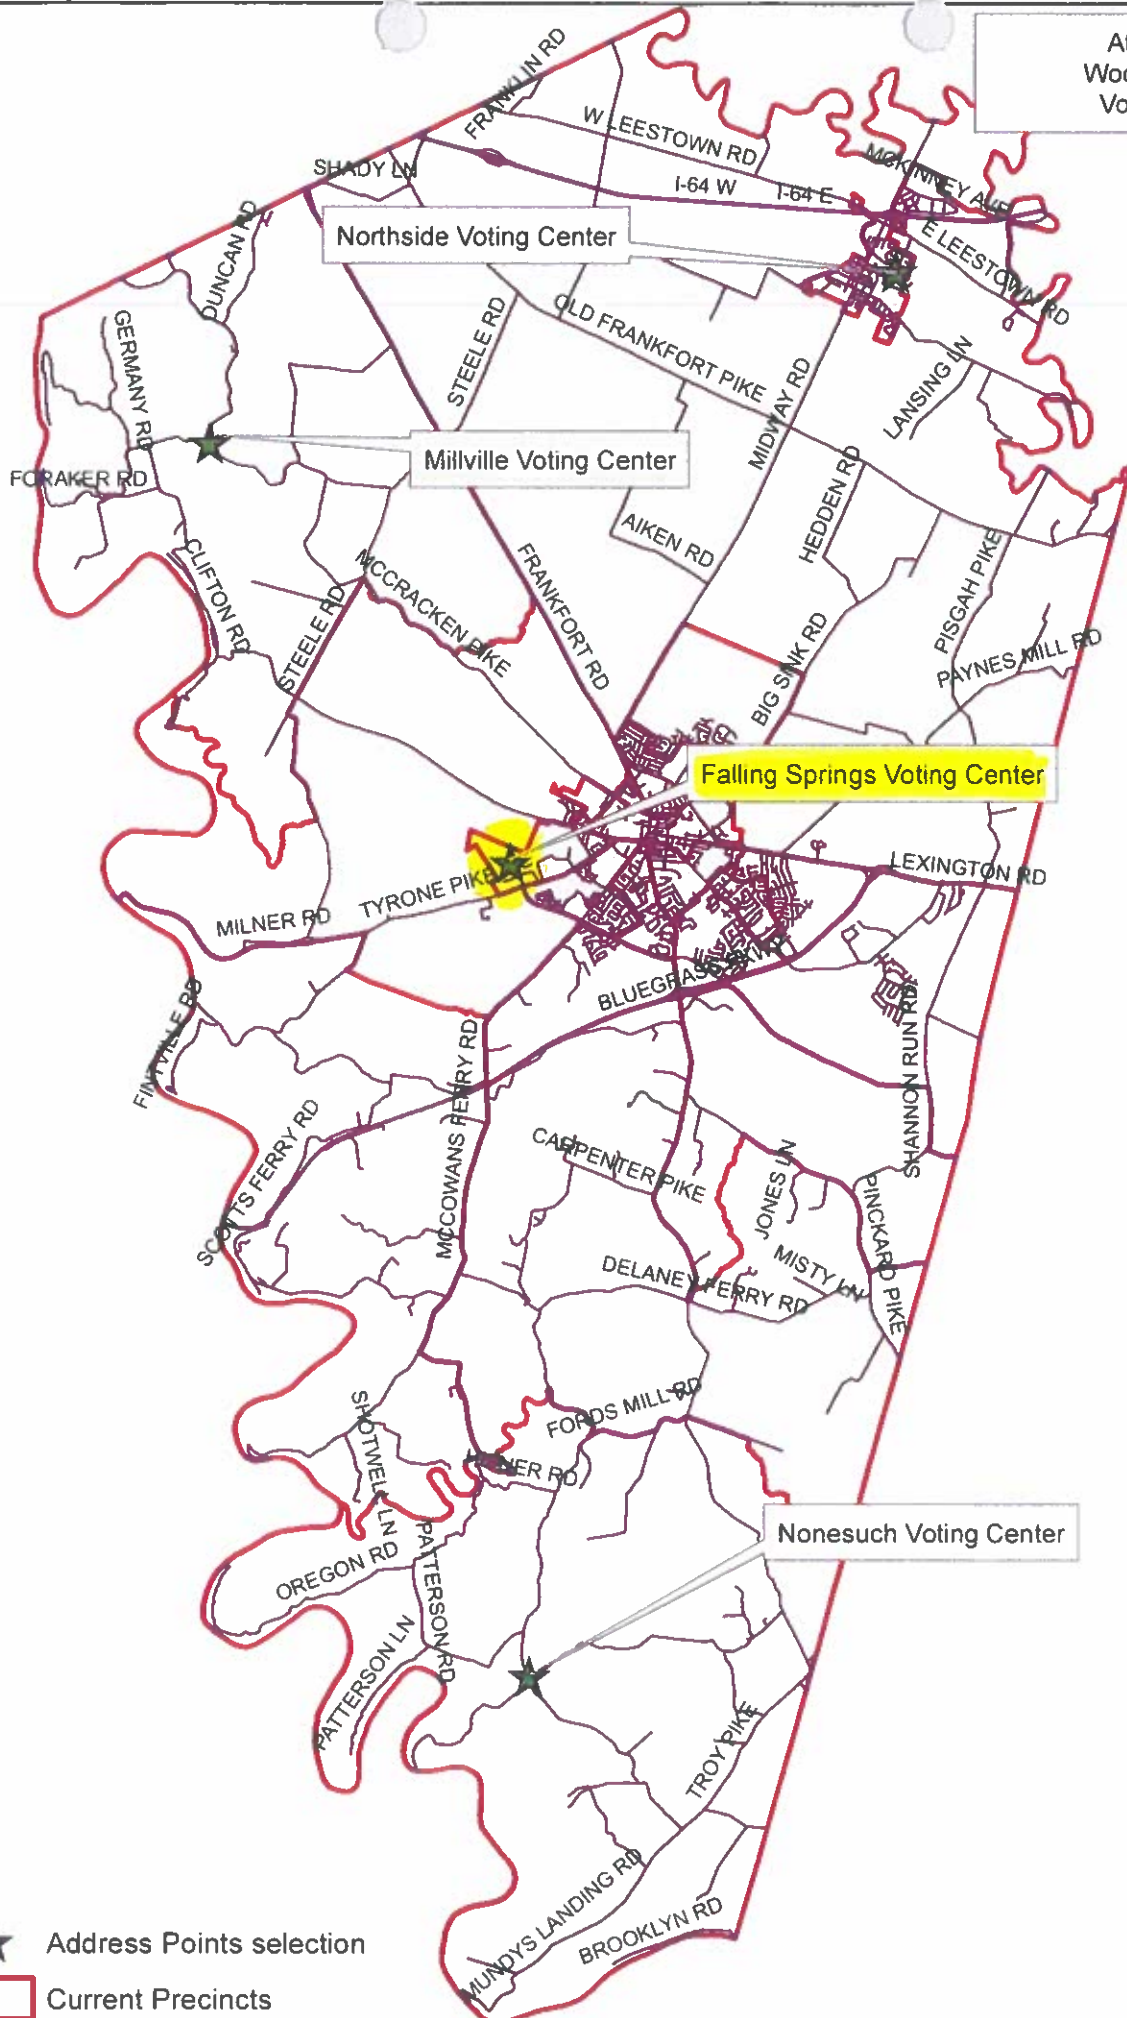 FRANKLIN RD
W LEESTOWN RD
SHADY LN
MCKINNEY AVE
I-64 W
I-64 E
DUNCAN RD
Northside Voting Center
E LEESTOWN RD
GERMANY RD
STEELE RD
OLD FRANKFORT PIKE
LANSING LN
MIDWAY RD
Millville Voting Center
FORAKER RD
HEDDEN RD
AIKEN RD
CLIFTON RD
STEELE RD
MCCRACKEN PIKE
FRANKFORT RD
PISGAH PIKE
BIG SINK RD
PAYNES MILL RD
Falling Springs Voting Center
LEXINGTON RD
TYRONE PIKE
MILNER RD
BLUEGRASS PKWY
FINTVILLE RD
SHANNON RUN RD
MCCOWANS FERRY RD
SCOTTS FERRY RD
CARPENTER PIKE
JONES LN
PINCKARD PIKE
DELANEY FERRY RD
MISTY LN
SHOTWELL LN
FORDS MILL RD
NER RD
Nonesuch Voting Center
OREGON RD
PATTERSON RD
PATTERSON LN
TROY PIKE
MUNDYS LANDING RD
BROOKLYN RD
Address Points selection
Current Precincts